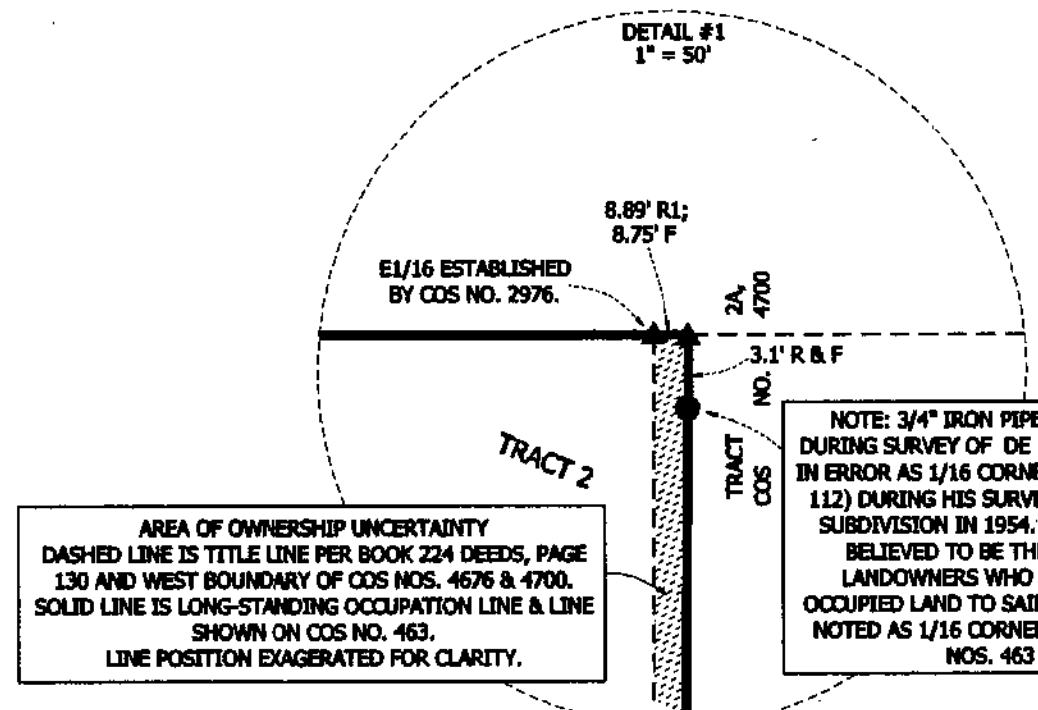 DETAIL #1
1" = 50'
8.89' R1;
8.75' F
E1/16 ESTABLISHED
BY COS NO. 2976.
2A,
4700
3.1' R & F
TRACT
COS NO.
TRACT 2
NOTE: 3/4" IRON PIPE
DURING SURVEY OF DE
IN ERROR AS 1/16 CORNE
112) DURING HIS SURVE
SUBDIVISION IN 1954.
BELIEVED TO BE THE
LANDOWNERS WHO
OCCUPIED LAND TO SAI
NOTED AS 1/16 CORNE
NOS. 463
AREA OF OWNERSHIP UNCERTAINTY
DASHED LINE IS TITLE LINE PER BOOK 224 DEEDS, PAGE
130 AND WEST BOUNDARY OF COS NOS. 4676 & 4700.
SOLID LINE IS LONG-STANDING OCCUPATION LINE & LINE
SHOWN ON COS NO. 463.
LINE POSITION EXAGERATED FOR CLARITY.